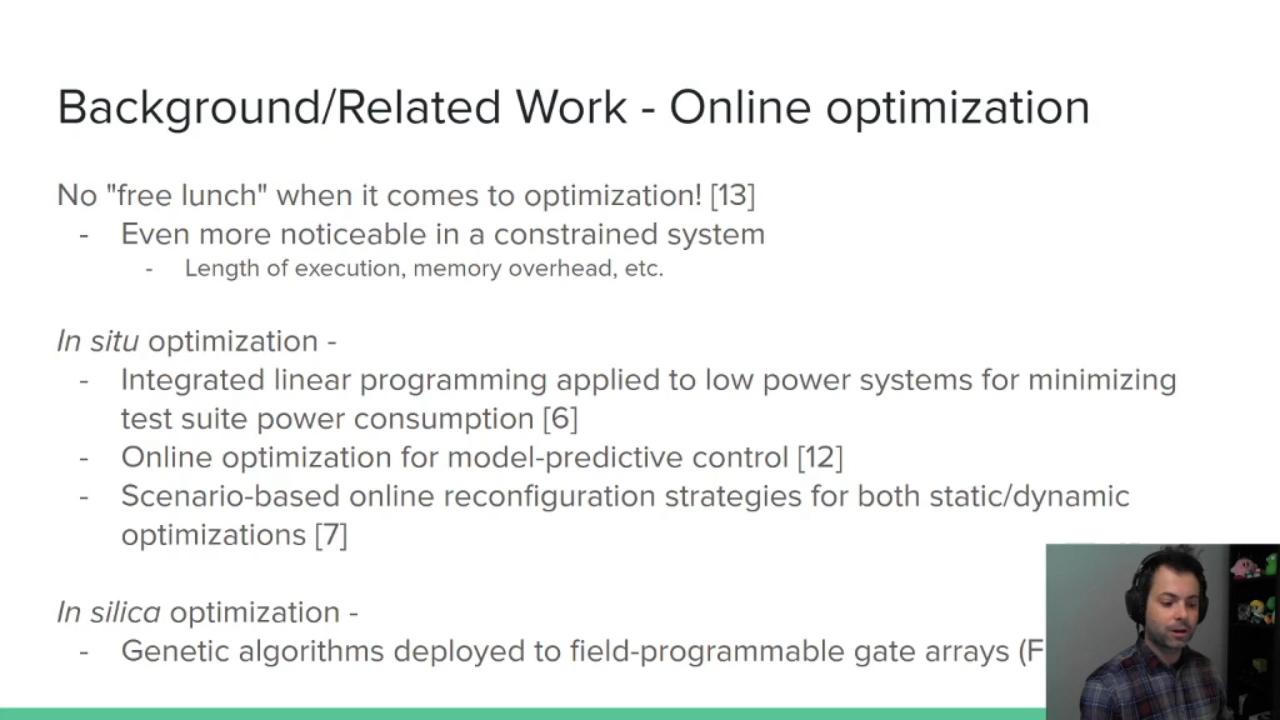 Background/Related Work - Online optimization
No "free lunch" when it comes to optimization! [13]
- Even more noticeable in a constrained system
- Length of execution, memory overhead, etc.
In situ optimization -
- Integrated linear programming applied to low power systems for minimizing
test suite power consumption [6]
- Online optimization for model-predictive control [12]
- Scenario-based online reconfiguration strategies for both static/dynamic
optimizations [7]
In silica optimization -
- Genetic algorithms deployed to field-programmable gate arrays (F